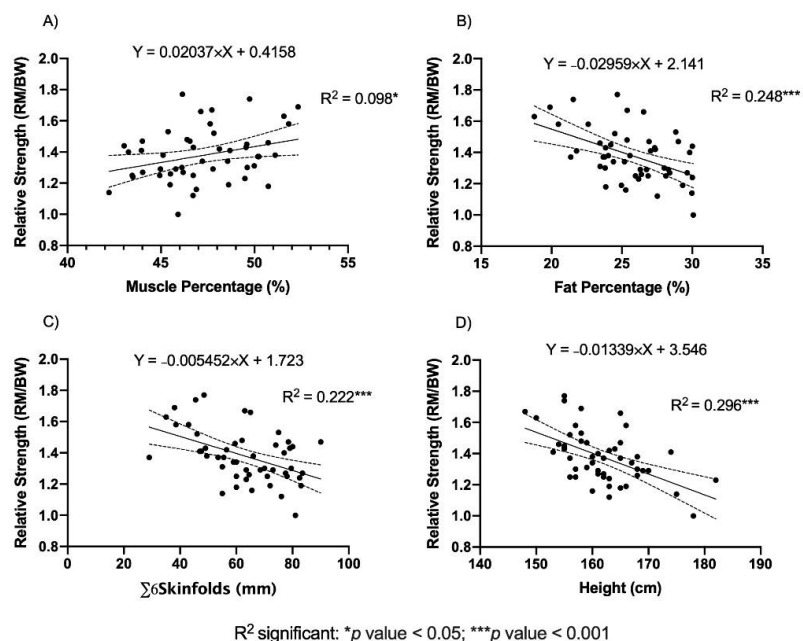 A)
Y = 0.02037×X + 0.4158
R² = 0.098*
Relative Strength (RM/BW)
2.0
1.8
1.6
1.4
1.2
1.0
0.8
40 45 50 55
Muscle Percentage (%)
B)
Y = −0.02959×X + 2.141
R² = 0.248***
Relative Strength (RM/BW)
2.0
1.8
1.6
1.4
1.2
1.0
0.8
15 20 25 30 35
Fat Percentage (%)
C)
Y = −0.005452×X + 1.723
R² = 0.222***
Relative Strength (RM/BW)
2.0
1.8
1.6
1.4
1.2
1.0
0.8
0 20 40 60 80 100
∑6Skinfolds (mm)
D)
Y = −0.01339×X + 3.546
R² = 0.296***
Relative Strength (RM/BW)
2.0
1.8
1.6
1.4
1.2
1.0
0.8
140 150 160 170 180 190
Height (cm)
R² significant: *p value < 0.05; ***p value < 0.001